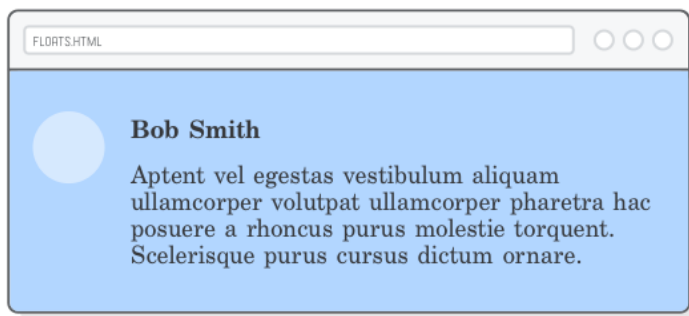 FLOATS.HTML
Bob Smith
Aptent vel egestas vestibulum aliquam
ullamcorper volutpat ullamcorper pharetra hac
posuere a rhoncus purus molestie torquent.
Scelerisque purus cursus dictum ornare.